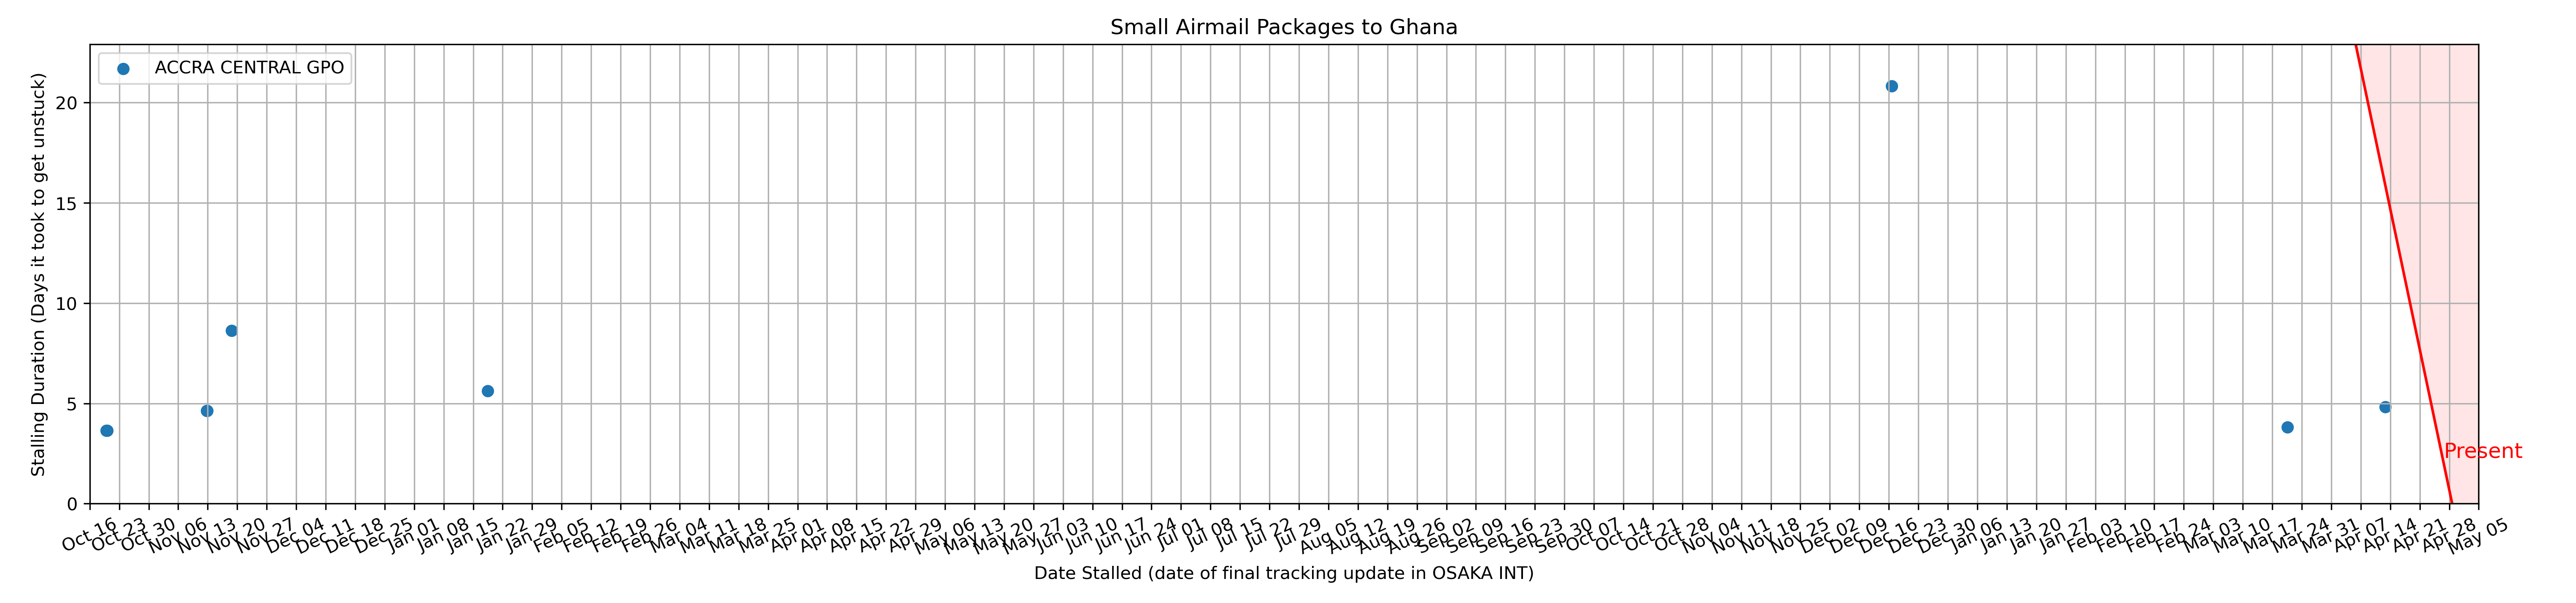 Small Airmail Packages to Ghana
ACCRA CENTRAL GPO
Stalling Duration (Days it took to get unstuck)
20
15
10
5
0
Present
Oct 16 Oct 23 Oct 30 Nov 06 Nov 13 Nov 20 Nov 27 Dec 04 Dec 11 Dec 18 Dec 25 Jan 01 Jan 08 Jan 15 Jan 22 Jan 29 Feb 05 Feb 12 Feb 19 Feb 26 Mar 04 Mar 11 Mar 18 Mar 25 Apr 01 Apr 08 Apr 15 Apr 22 Apr 29 May 06 May 13 May 20 May 27 Jun 03 Jun 10 Jun 17 Jun 24 Jul 01 Jul 08 Jul 15 Jul 22 Jul 29 Aug 05 Aug 12 Aug 19 Aug 26 Sep 02 Sep 09 Sep 16 Sep 23 Sep 30 Oct 07 Oct 14 Oct 21 Oct 28 Nov 04 Nov 11 Nov 18 Nov 25 Dec 02 Dec 09 Dec 16 Dec 23 Dec 30 Jan 06 Jan 13 Jan 20 Jan 27 Feb 03 Feb 10 Feb 17 Feb 24 Mar 03 Mar 10 Mar 17 Mar 24 Mar 31 Apr 07 Apr 14 Apr 21 Apr 28 May 05
Date Stalled (date of final tracking update in OSAKA INT)